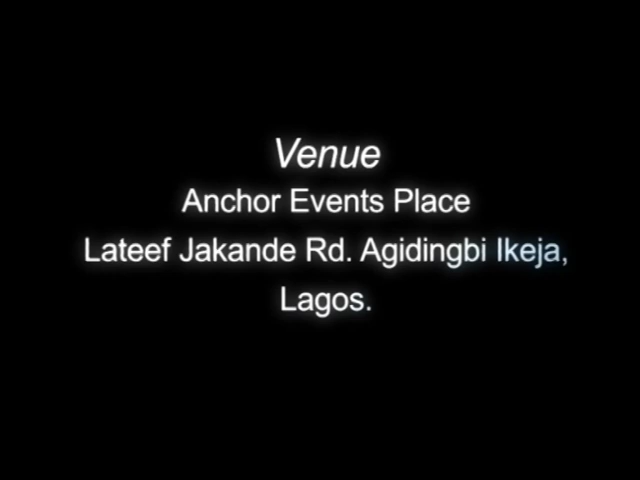 Venue
Anchor Events Place
Lateef Jakande Rd. Agidingbi Ikeja,
Lagos.